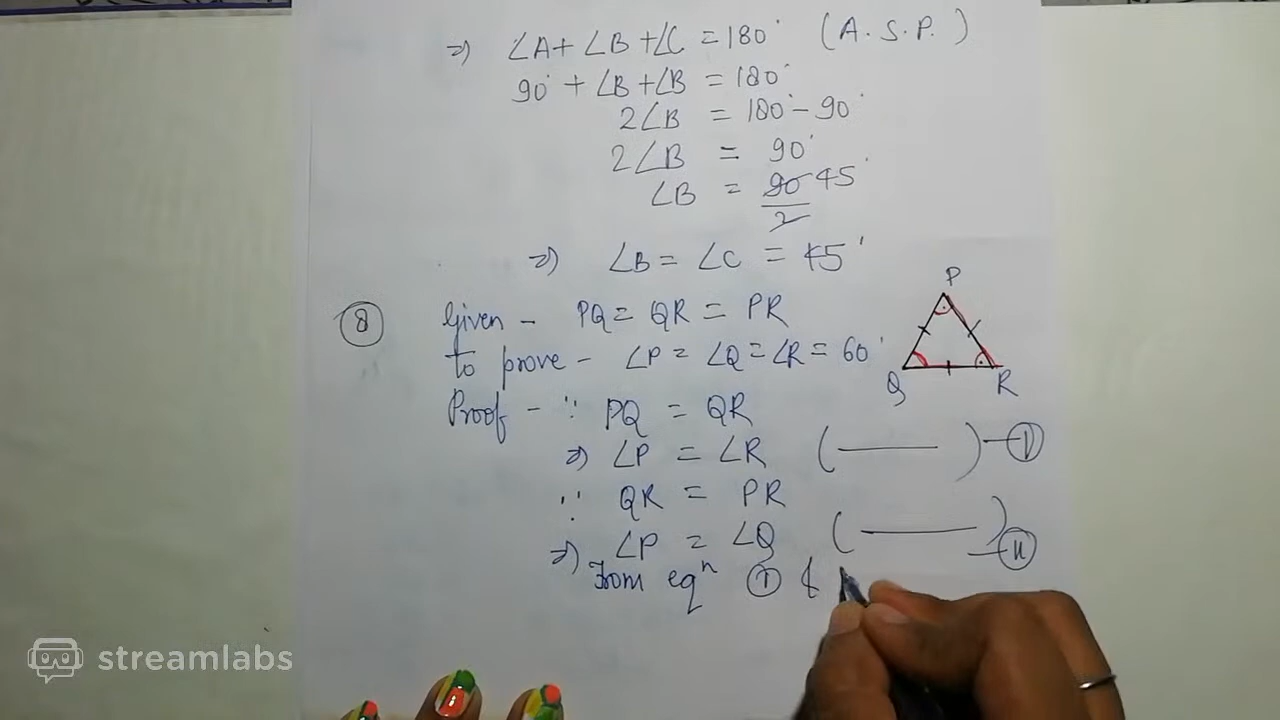 ⇒ ∠A + ∠B + ∠C = 180° (A.S.P.)
90° + ∠B + ∠B = 180°
2∠B = 180° - 90°
2∠B = 90°
∠B = 90/2 45°
⇒ ∠B = ∠C = 45°
⑧ Given - PQ = QR = PR
to prove - ∠P = ∠Q = ∠R = 60°
Proof - ∵ PQ = QR
⇒ ∠P = ∠R (——) — Ⓘ
∵ QR = PR
⇒ ∠P = ∠Q (——) — (II)
From eqⁿ Ⓘ &
P
Q R
streamlabs